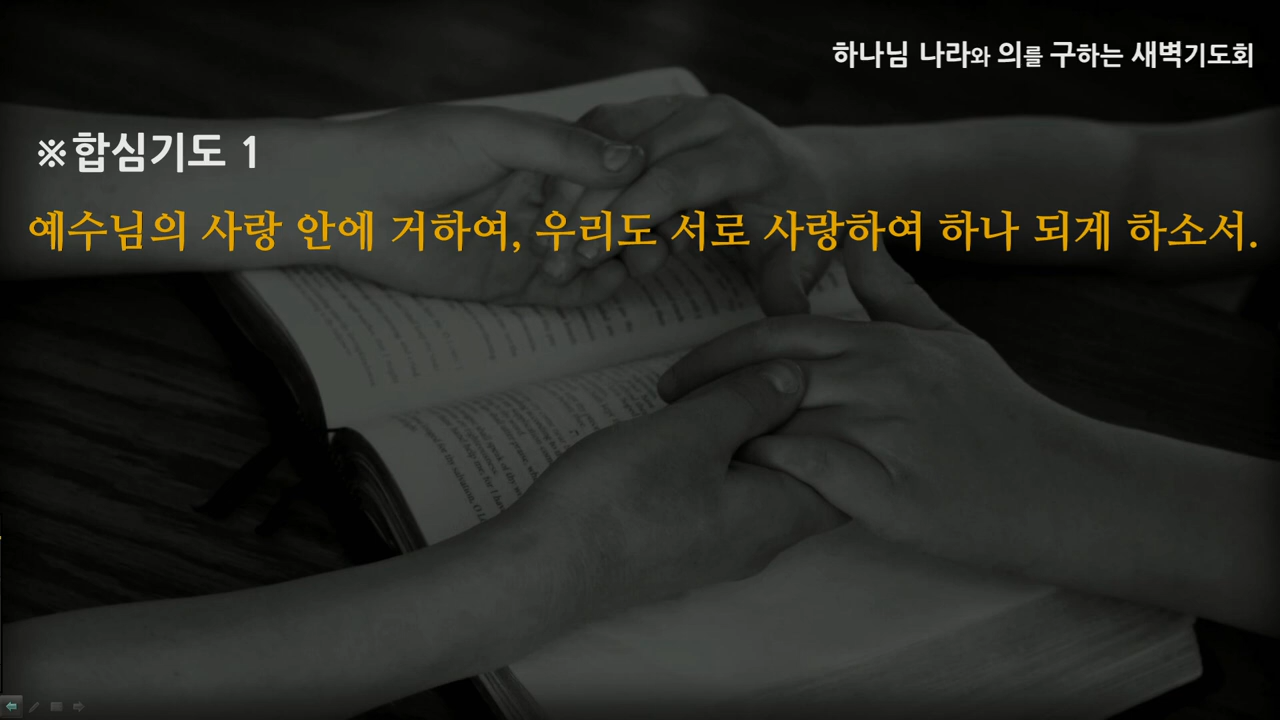 하나님 나라와 의를 구하는 새벽기도회
※합심기도 1
예수님의 사랑 안에 거하여, 우리도 서로 사랑하여 하나 되게 하소서.